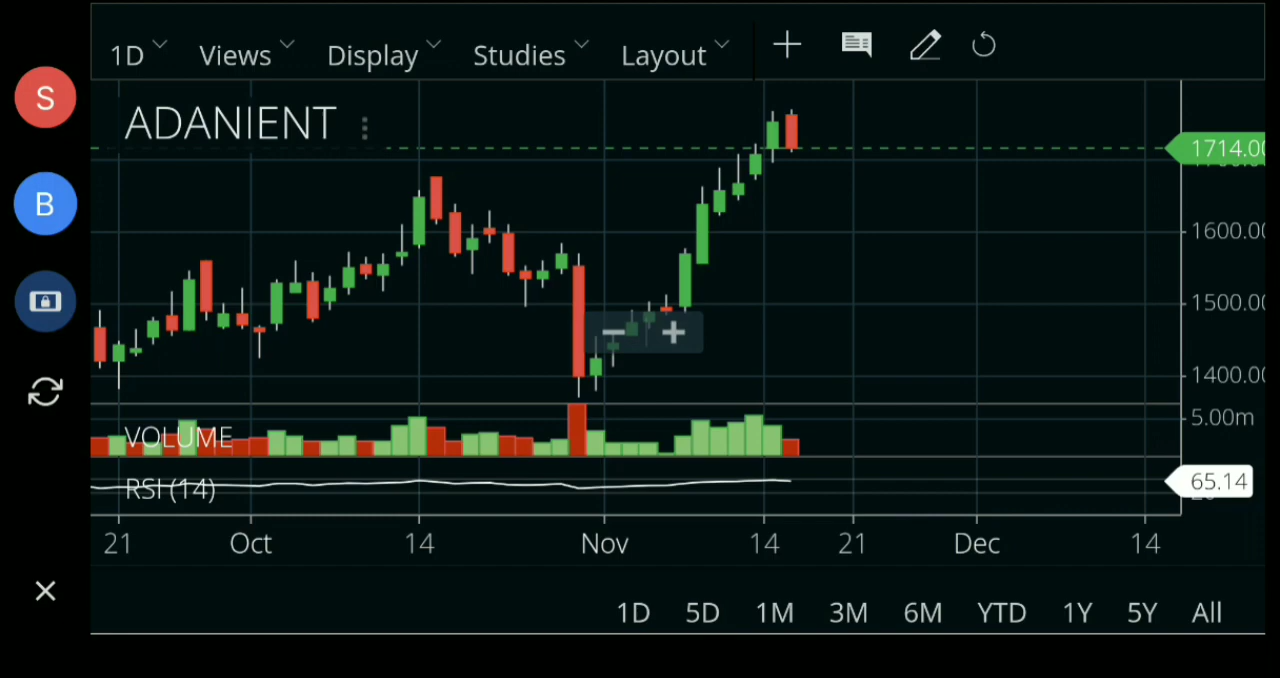 1D Views Display Studies Layout
S
ADANIENT
1714.00
B
1600.00
1500.00
1400.00
5.00m
VOLUME
RSI (14)
65.14
21 Oct 14 Nov 14 21 Dec 14
1D 5D 1M 3M 6M YTD 1Y 5Y All